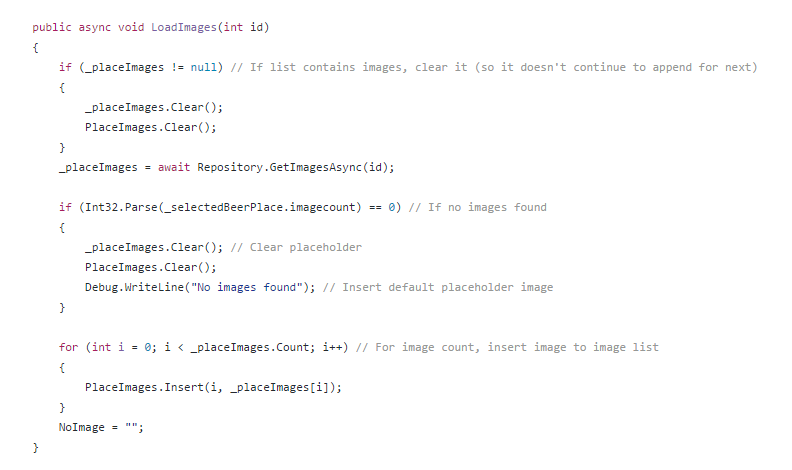 public async void LoadImages(int id)
{
    if (_placeImages != null) // If list contains images, clear it (so it doesn't continue to append for next)
    {
        _placeImages.Clear();
        PlaceImages.Clear();
    }
    _placeImages = await Repository.GetImagesAsync(id);

    if (Int32.Parse(_selectedBeerPlace.imagecount) == 0) // If no images found
    {
        _placeImages.Clear(); // Clear placeholder
        PlaceImages.Clear();
        Debug.WriteLine("No images found"); // Insert default placeholder image
    }

    for (int i = 0; i < _placeImages.Count; i++) // For image count, insert image to image list
    {
        PlaceImages.Insert(i, _placeImages[i]);
    }
    NoImage = "";
}